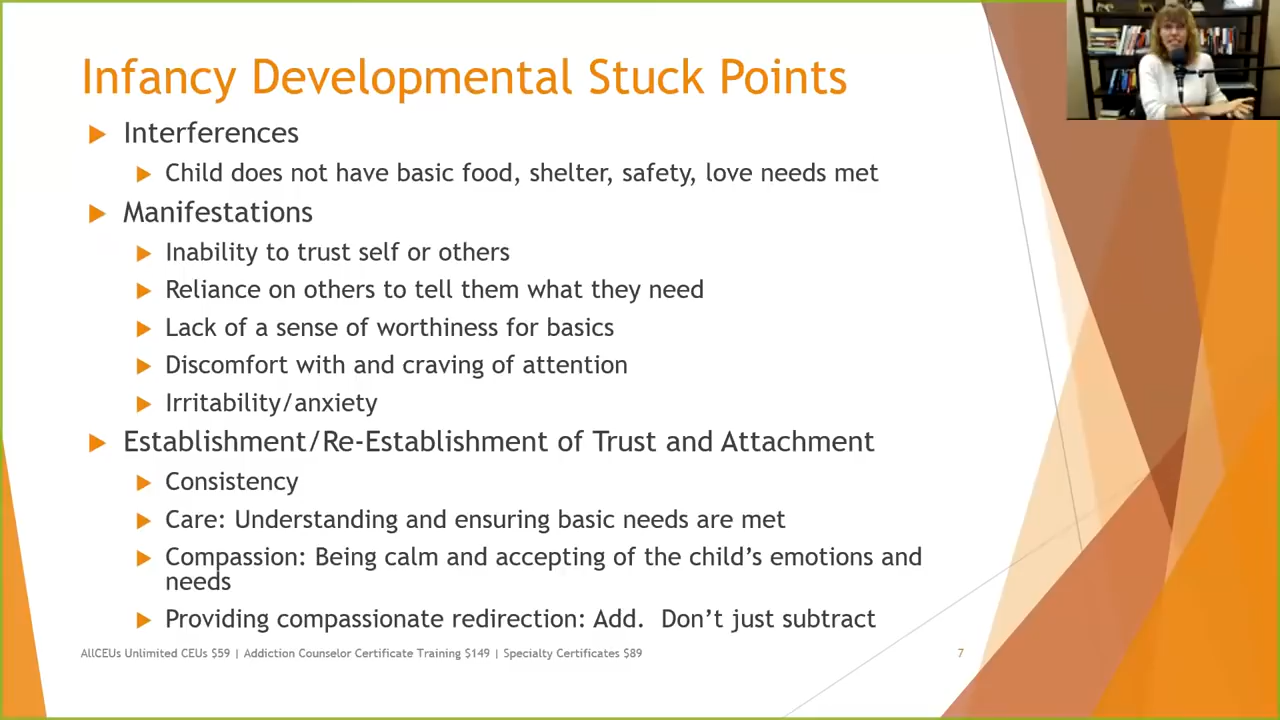 Infancy Developmental Stuck Points
Interferences
Child does not have basic food, shelter, safety, love needs met
Manifestations
Inability to trust self or others
Reliance on others to tell them what they need
Lack of a sense of worthiness for basics
Discomfort with and craving of attention
Irritability/anxiety
Establishment/Re-Establishment of Trust and Attachment
Consistency
Care: Understanding and ensuring basic needs are met
Compassion: Being calm and accepting of the child’s emotions and
needs
Providing compassionate redirection: Add.  Don’t just subtract
AllCEUs Unlimited CEUs $59 | Addiction Counselor Certificate Training $149 | Specialty Certificates $89
7